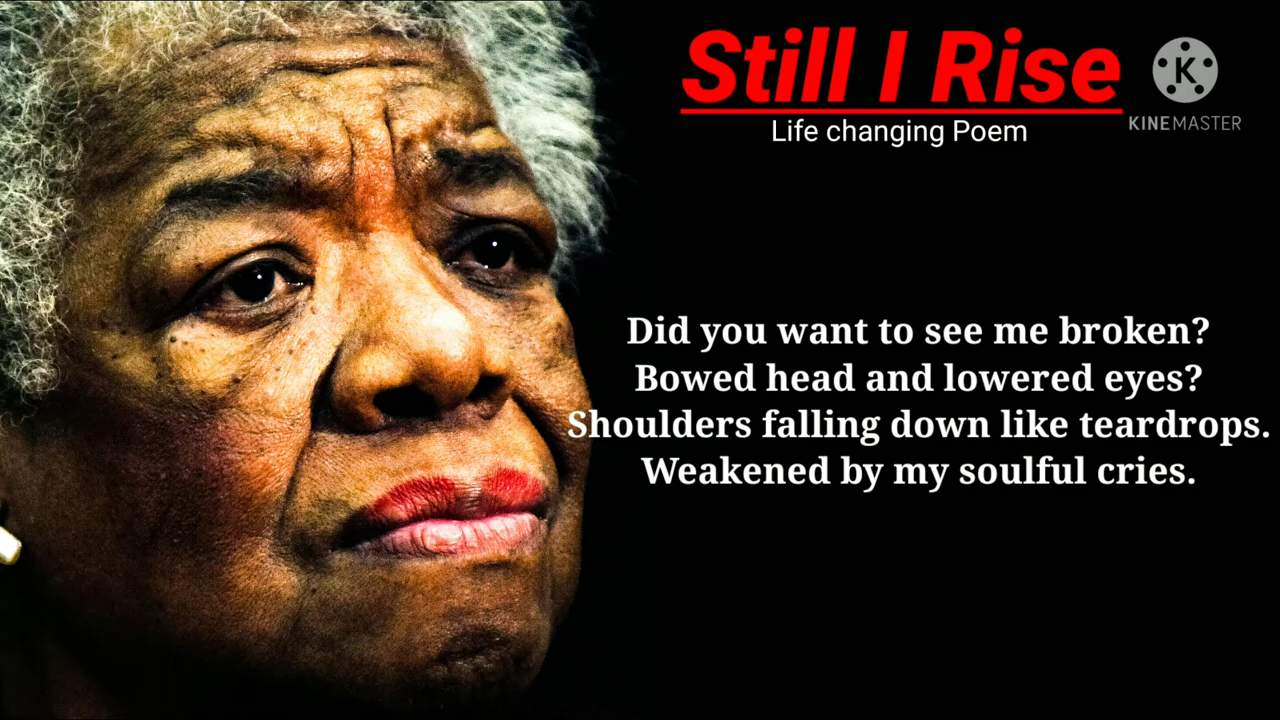 Still I Rise
Life changing Poem
K
KINEMASTER
Did you want to see me broken?
Bowed head and lowered eyes?
Shoulders falling down like teardrops.
Weakened by my soulful cries.